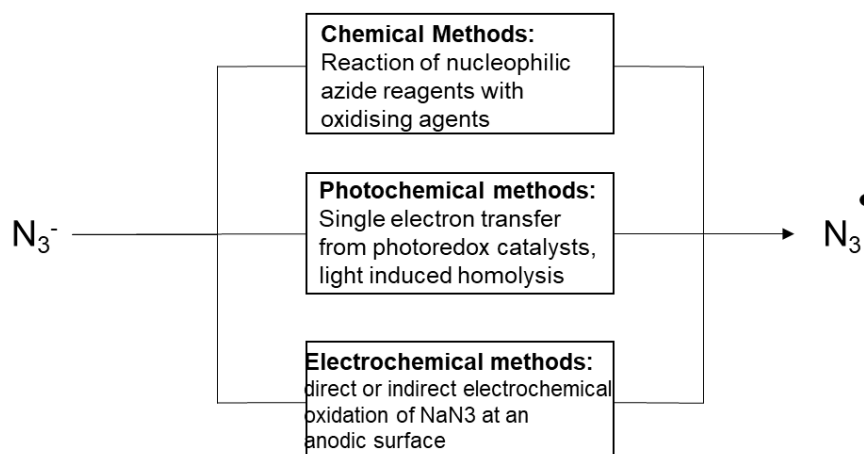 Chemical Methods:
Reaction of nucleophilic
azide reagents with
oxidising agents
Photochemical methods:
Single electron transfer
from photoredox catalysts,
light induced homolysis
N₃⁻
N₃•
Electrochemical methods:
direct or indirect electrochemical
oxidation of NaN3 at an
anodic surface